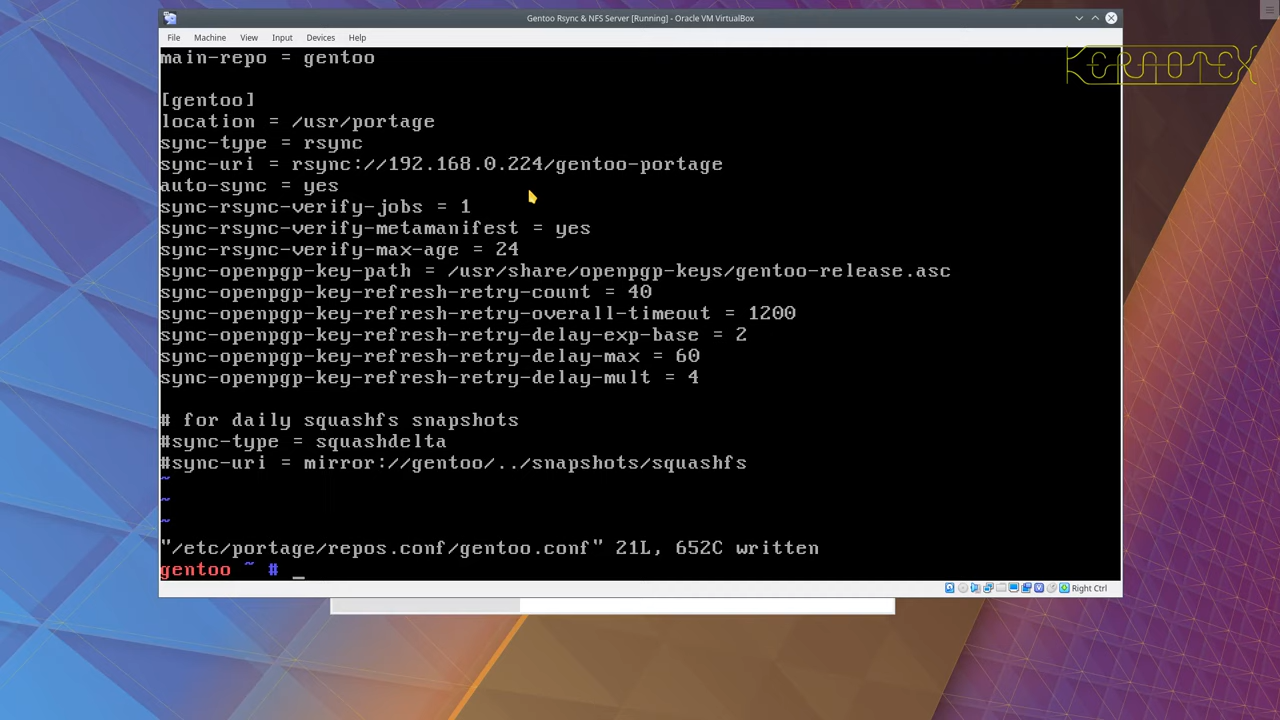 Gentoo Rsync & NFS Server [Running] - Oracle VM VirtualBox
File Machine View Input Devices Help
KERAOTEX
main-repo = gentoo
[gentoo]
location = /usr/portage
sync-type = rsync
sync-uri = rsync://192.168.0.224/gentoo-portage
auto-sync = yes
sync-rsync-verify-jobs = 1
sync-rsync-verify-metamanifest = yes
sync-rsync-verify-max-age = 24
sync-openpgp-key-path = /usr/share/openpgp-keys/gentoo-release.asc
sync-openpgp-key-refresh-retry-count = 40
sync-openpgp-key-refresh-retry-overall-timeout = 1200
sync-openpgp-key-refresh-retry-delay-exp-base = 2
sync-openpgp-key-refresh-retry-delay-max = 60
sync-openpgp-key-refresh-retry-delay-mult = 4
# for daily squashfs snapshots
#sync-type = squashdelta
#sync-uri = mirror://gentoo/../snapshots/squashfs
~
~
~
"/etc/portage/repos.conf/gentoo.conf" 21L, 652C written
gentoo ~ # _
Right Ctrl